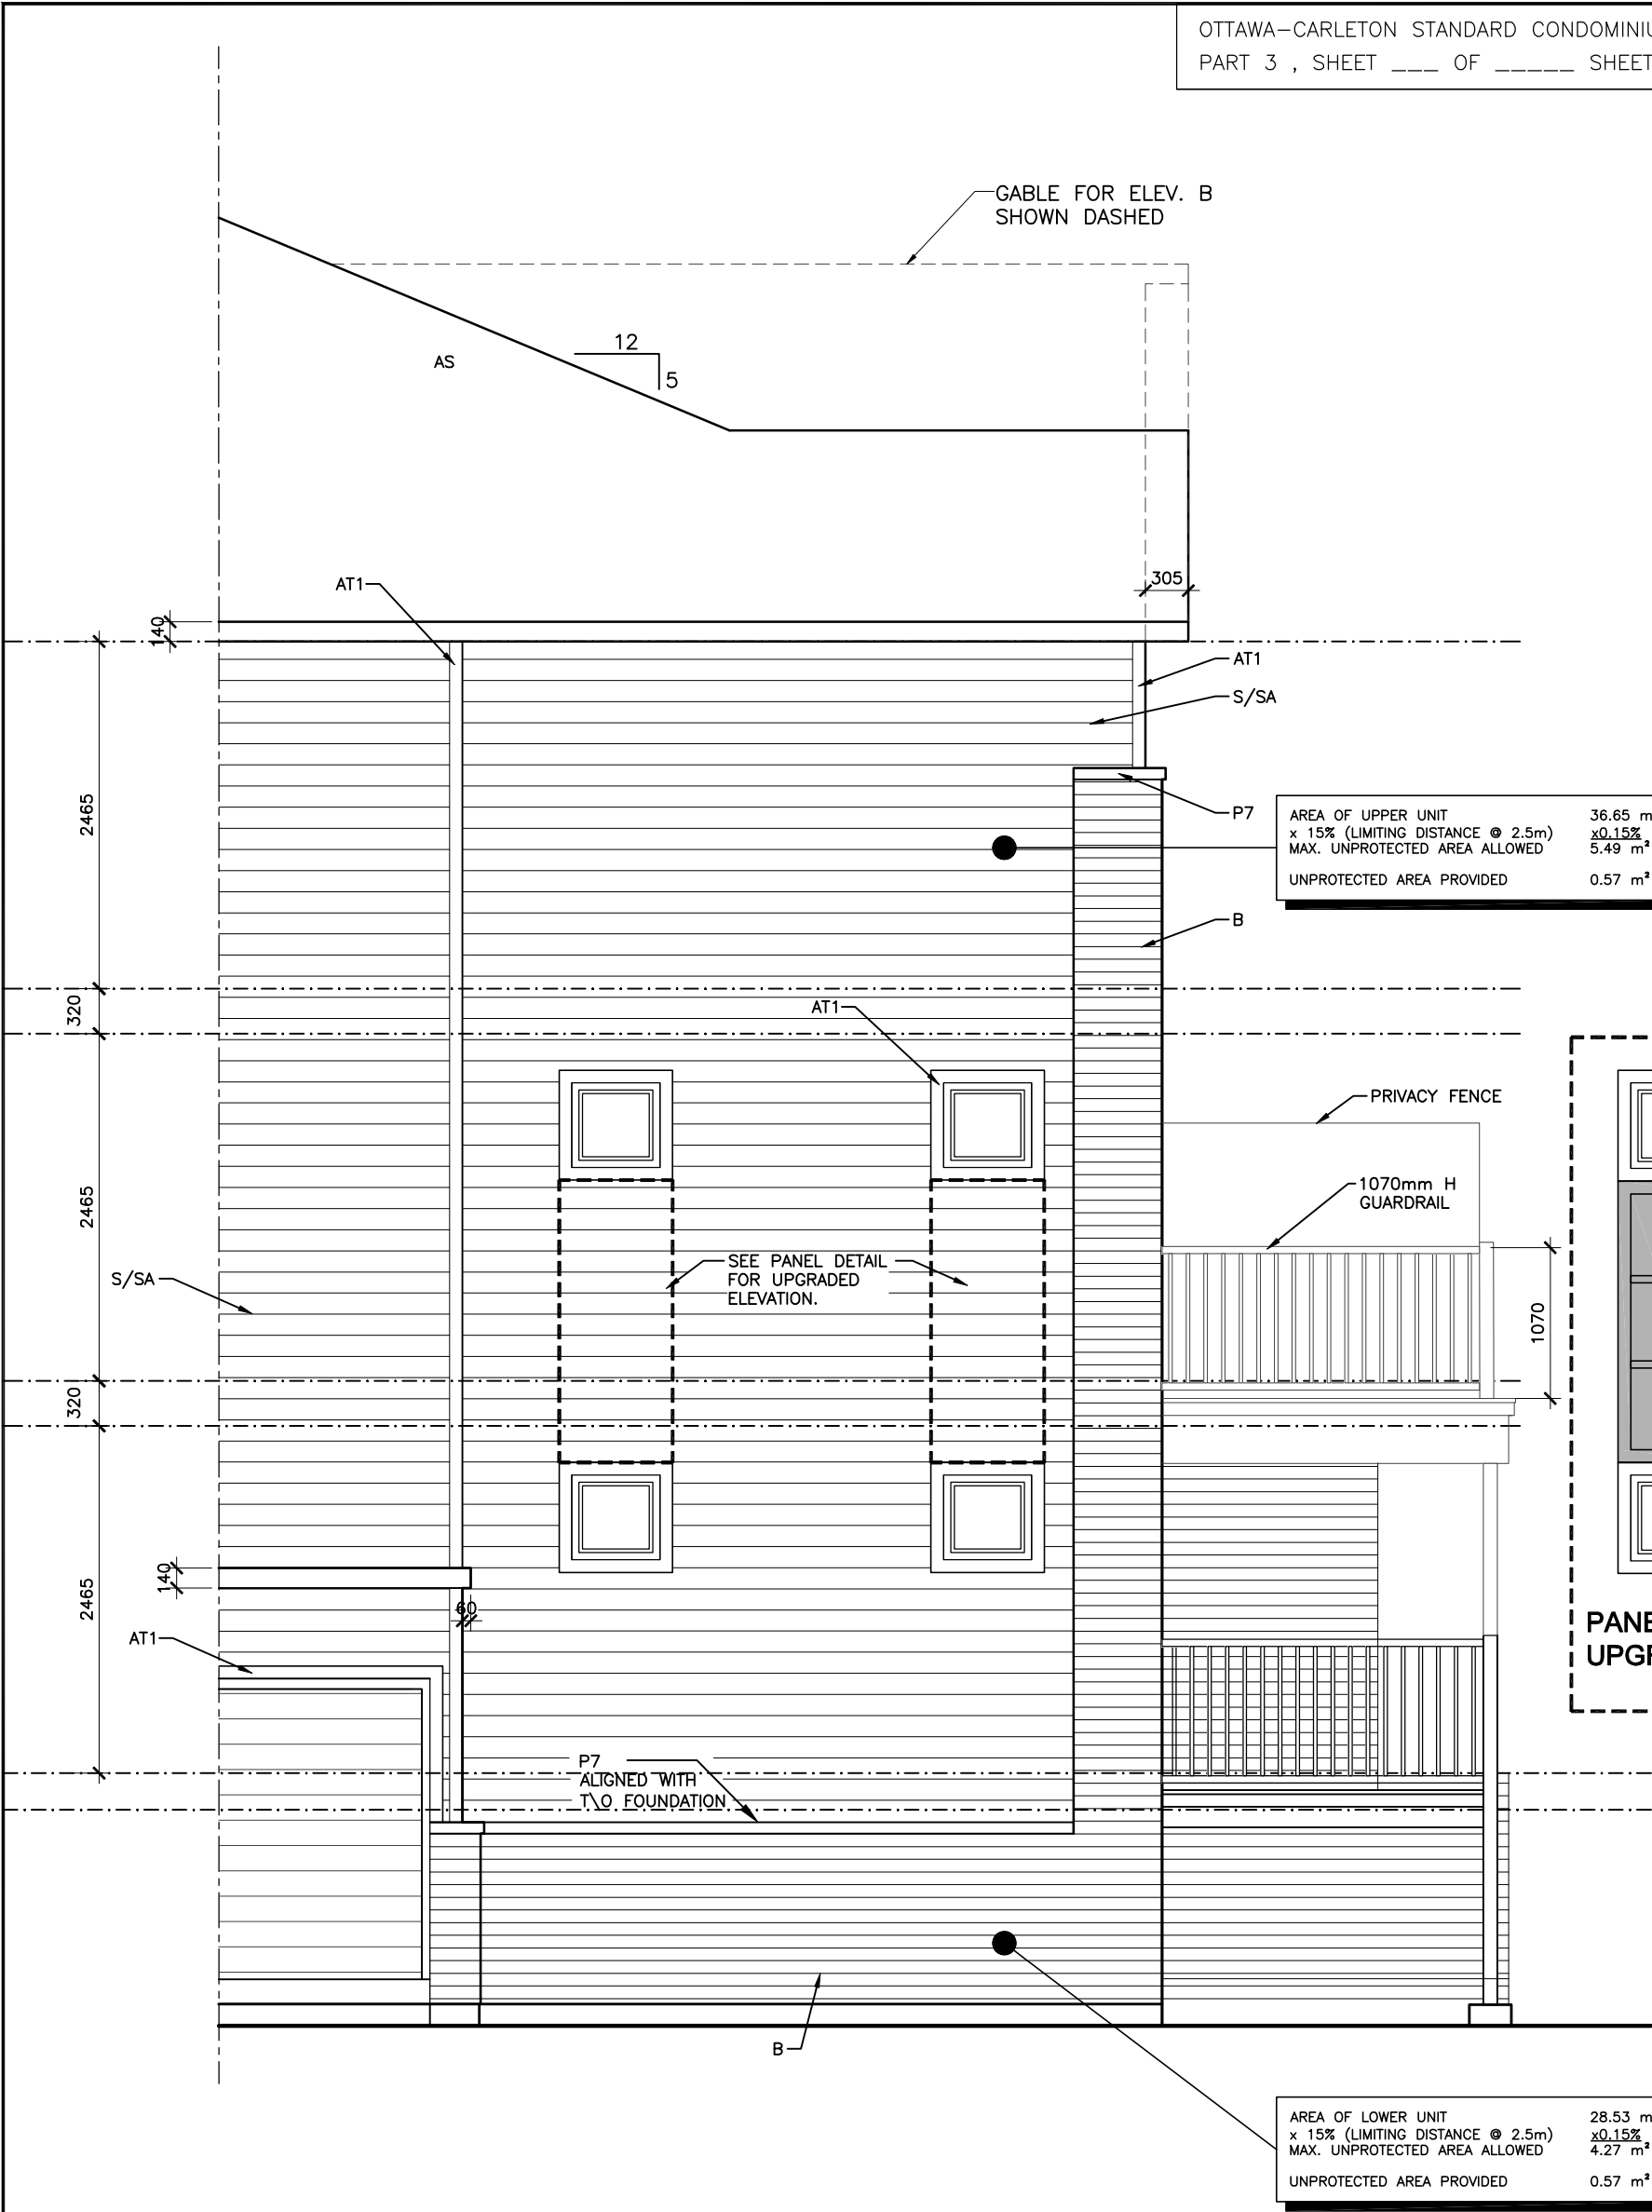 OTTAWA-CARLETON STANDARD
PART 3 , SHEET ___ OF _____
GABLE FOR ELEV. B
SHOWN DASHED
12
5
AS
305
AT1
140
AT1
S/SA
2465
P7
AREA OF UPPER UNIT 36.65
x 15% (LIMITING DISTANCE @ 2.5m) x0.15%
MAX. UNPROTECTED AREA ALLOWED 5.49 m²
UNPROTECTED AREA PROVIDED 0.57 m²
B
320
AT1
PRIVACY FENCE
1070mm H
GUARDRAIL
2465
SEE PANEL DETAIL
FOR UPGRADED
ELEVATION.
S/SA
1070
320
140
2465
60
AT1
P7
ALIGNED WITH
T\O FOUNDATION
B
AREA OF LOWER UNIT 28.53
x 15% (LIMITING DISTANCE @ 2.5m) x0.15%
MAX. UNPROTECTED AREA ALLOWED 4.27 m²
UNPROTECTED AREA PROVIDED 0.57 m²